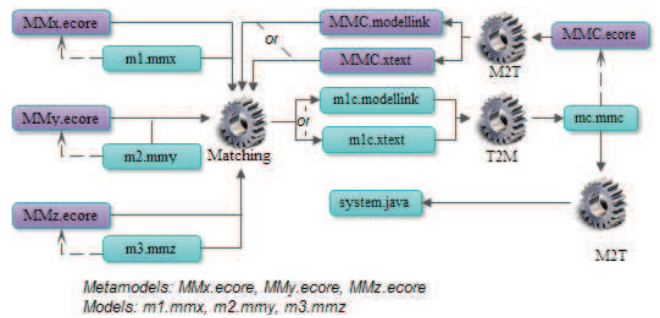 MMx.ecore
m1.mmx
MMy.ecore
m2.mmy
MMz.ecore
m3.mmz
Matching
or
MMC.modellink
MMC.xtext
M2T
MMC.ecore
or
m1c.modellink
m1c.xtext
T2M
mc.mmc
system.java
M2T
Metamodels: MMx.ecore, MMy.ecore, MMz.ecore
Models: m1.mmx, m2.mmy, m3.mmz